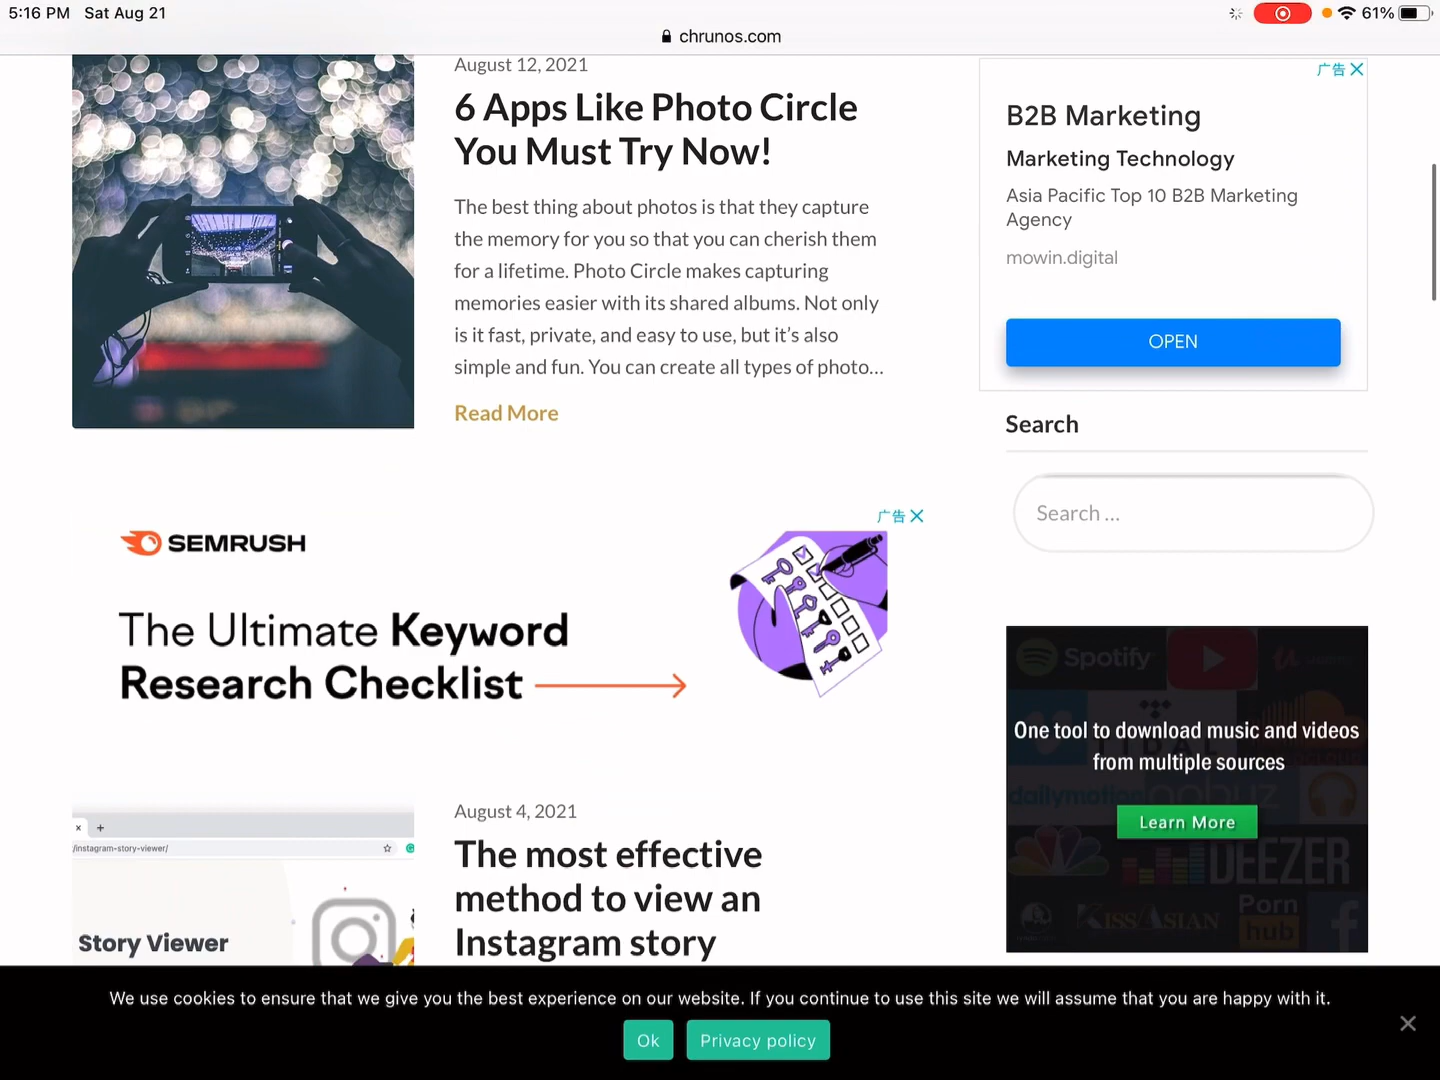 5:16 PM Sat Aug 21
61%
chrunos.com
August 12, 2021
6 Apps Like Photo Circle
You Must Try Now!
The best thing about photos is that they capture
the memory for you so that you can cherish them
for a lifetime. Photo Circle makes capturing
memories easier with its shared albums. Not only
is it fast, private, and easy to use, but it’s also
simple and fun. You can create all types of photo...
Read More
广告
B2B Marketing
Marketing Technology
Asia Pacific Top 10 B2B Marketing
Agency
mowin.digital
OPEN
Search
Search ...
广告
SEMRUSH
The Ultimate Keyword
Research Checklist
Spotify
One tool to download music and videos
from multiple sources
TIDAL
dailymotion
qobuz
Learn More
DEEZER
KISSASIAN
Porn
hub
/instagram-story-viewer/
Story Viewer
August 4, 2021
The most effective
method to view an
Instagram story
We use cookies to ensure that we give you the best experience on our website. If you continue to use this site we will assume that you are happy with it.
Ok
Privacy policy